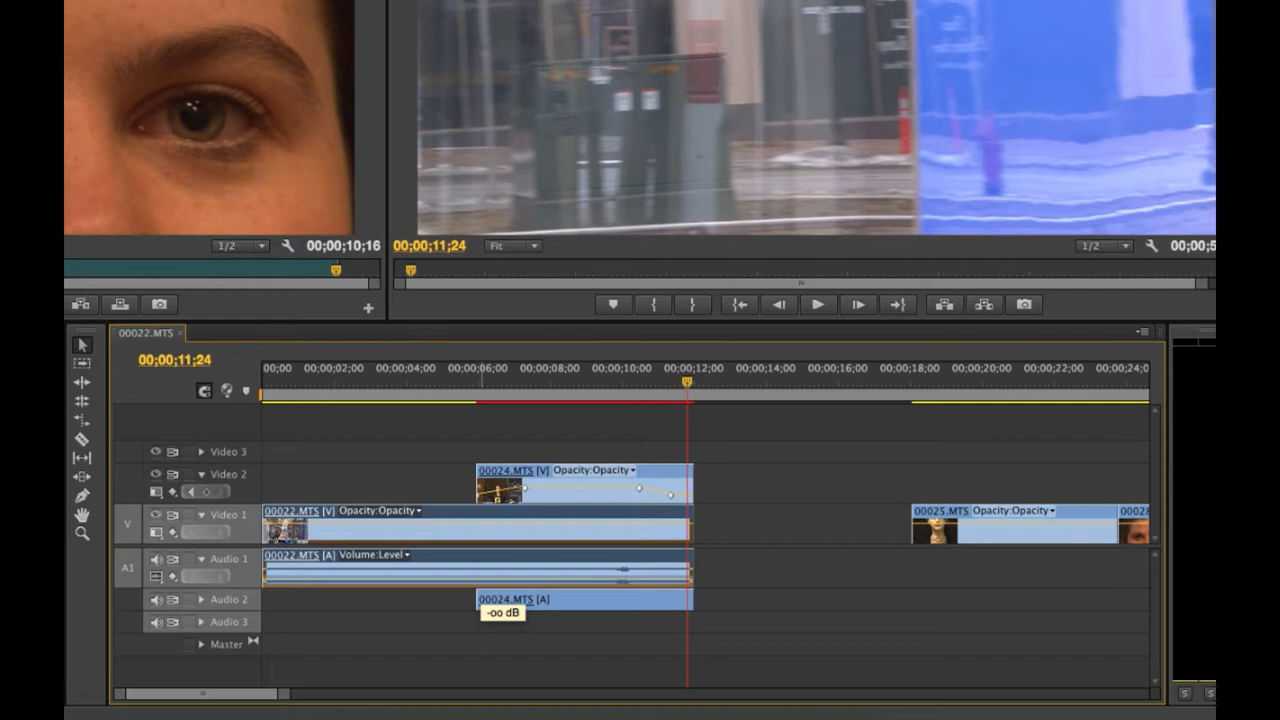 1/2 00;00;10;16 00;00;11;24 Fit 1/2 00;00;5
00022.MTS
00;00;11;24
00;00 00;00;02;00 00;00;04;00 00;00;06;00 00;00;08;00 00;00;10;00 00;00;12;00 00;00;14;00 00;00;16;00 00;00;18;00 00;00;20;00 00;00;22;00 00;00;24;0
Video 3
Video 2 00024.MTS [V] Opacity:Opacity
V Video 1 00022.MTS [V] Opacity:Opacity 00025.MTS Opacity:Opacity 00028
A1 Audio 1 00022.MTS [A] Volume:Level
Audio 2 00024.MTS [A]
-oo dB
Audio 3
Master
S S